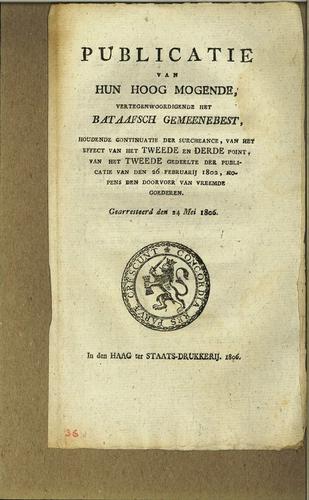 PUBLICATIE
VAN
HUN HOOG MOGENDE,
VERTEGENWOORDIGENDE HET
BATAAFSCH GEMEENEBEST,
HOUDENDE CONTINUATIE DER SURCHEANCE, VAN HET
EFFECT VAN HET TWEEDE EN DERDE POINT,
VAN HET TWEEDE GEDEELTE DER PUBLI-
CATIE VAN DEN 26 FEBRUARIJ 1802, NO-
PENS DEN DOORVOER VAN VREEMDE
GOEDEREN.
Gearresteerd den 24 Mei 1806.
CONCORDIA RES PARVÆ CRESCUNT
In den HAAG ter STAATS-DRUKKERIJ. 1806.
36